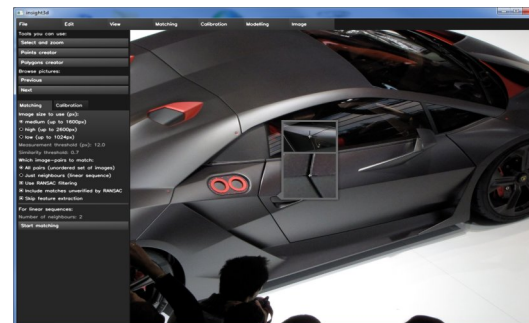 insight3d
File Edit View Matching Calibration Modelling Image
Tools you can use:
Select and zoom
Points creator
Polygons creator
Browse pictures:
Previous
Next
Matching Calibration
Image size to use (px):
medium (up to 1600px)
high (up to 2600px)
low (up to 1024px)
Measurement threshold (px): 12.0
Similarity threshold: 0.7
Which image-pairs to match:
All pairs (unordered set of images)
Just neighbours (linear sequence)
Use RANSAC filtering
Include matches unverified by RANSAC
Skip feature extraction
For linear sequences:
Number of neighbours: 2
Start matching